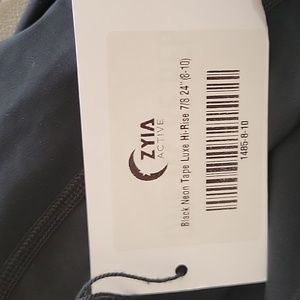 ZYIA
ACTIVE
Black Neon Tape Luxe Hi-Rise 7/8 24" (8-10)
1485-8-10